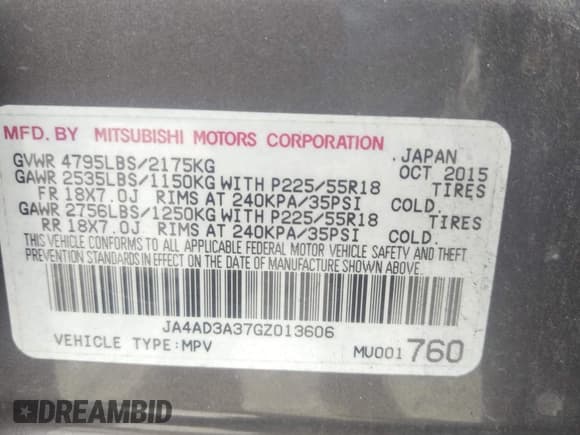 MFD. BY MITSUBISHI MOTORS CORPORATION
. JAPAN
GVWR 4795LBS/2175KG OCT 2015
GAWR 2535LBS/1150KG WITH P225/55R18 TIRES
FR 18X7.0J RIMS AT 240KPA/35PSI COLD.
GAWR 2756LBS/1250KG WITH P225/55R18 TIRES
RR 18X7.0J RIMS AT 240KPA/35PSI COLD.
THIS VEHICLE CONFORMS TO ALL APPLICABLE FEDERAL MOTOR VEHICLE SAFETY AND THEFT
PREVENTION STANDARDS IN EFFECT ON THE DATE OF MANUFACTURE SHOWN ABOVE.
JA4AD3A37GZ013606
VEHICLE TYPE:MPV MU001 760
DREAMBID